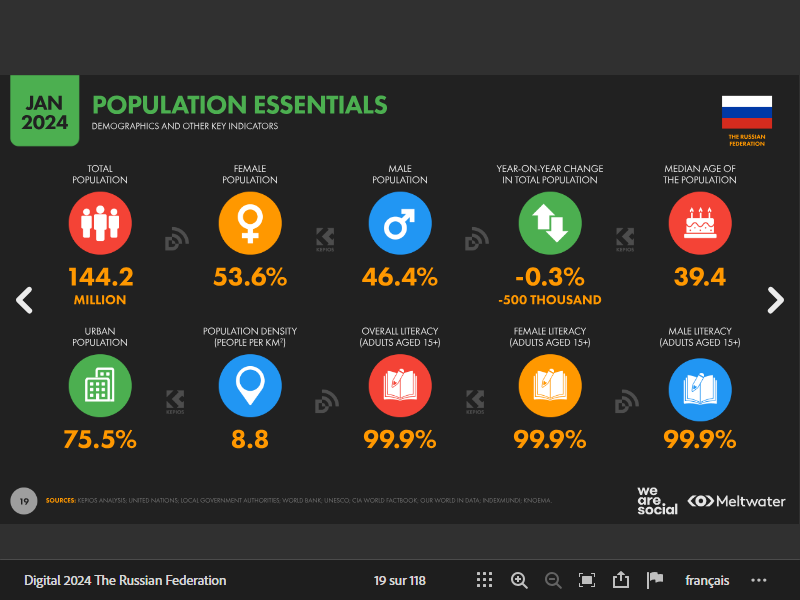 JAN
2024
POPULATION ESSENTIALS
DEMOGRAPHICS AND OTHER KEY INDICATORS
THE RUSSIAN
FEDERATION
TOTAL
POPULATION
144.2
MILLION
FEMALE
POPULATION
53.6%
MALE
POPULATION
46.4%
YEAR-ON-YEAR CHANGE
IN TOTAL POPULATION
-0.3%
-500 THOUSAND
MEDIAN AGE OF
THE POPULATION
39.4
KEPIOS
KEPIOS
URBAN
POPULATION
75.5%
POPULATION DENSITY
(PEOPLE PER KM²)
8.8
OVERALL LITERACY
(ADULTS AGED 15+)
99.9%
FEMALE LITERACY
(ADULTS AGED 15+)
99.9%
MALE LITERACY
(ADULTS AGED 15+)
99.9%
KEPIOS
KEPIOS
19
SOURCES: KEPIOS ANALYSIS; UNITED NATIONS; LOCAL GOVERNMENT AUTHORITIES; WORLD BANK; UNESCO; CIA WORLD FACTBOOK; OUR WORLD IN DATA; INDEXMUNDI; KNOEMA.
we
are.
social
Meltwater
Digital 2024 The Russian Federation
19 sur 118
français